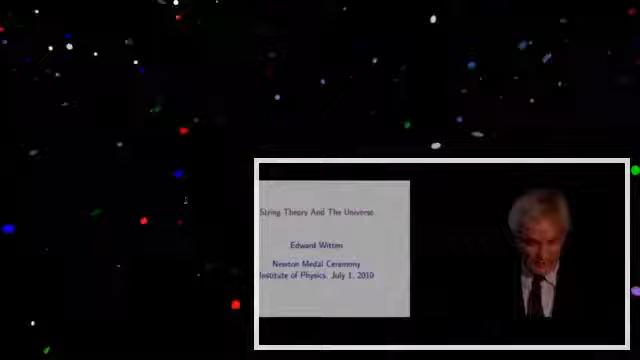 String Theory And The Universe
Edward Witten
Newton Medal Ceremony
Institute of Physics, July 1, 2010